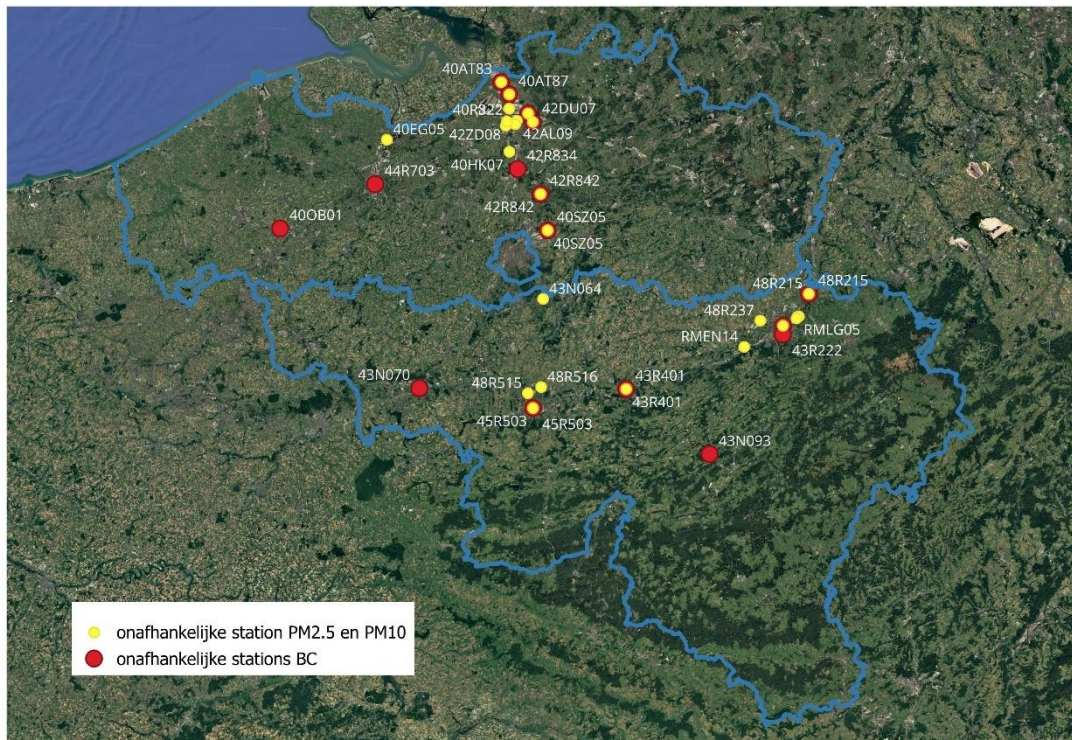 40AT83
40AT87
40R822
42DU07
42ZD08
42AL09
40EG05
40HK07
42R834
44R703
42R842
42R842
40OB01
40SZ05
40SZ05
43N064
48R215
48R215
48R237
RMLG05
RMEN14
43R222
43N070
48R515
48R516
43R401
43R401
45R503
45R503
43N093
onafhankelijke station PM2.5 en PM10
onafhankelijke stations BC